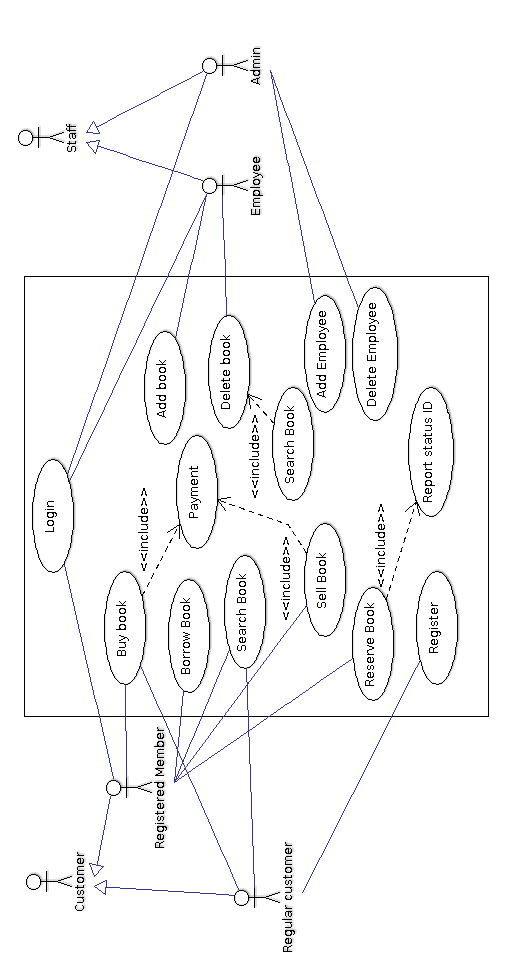 Customer
Regular customer
Registered Member
Login
Buy book
<<include>>
Borrow Book
Payment
Add book
Search Book
Delete book
<<include>>
Search Book
<<include>>
Sell Book
Add Employee
Reserve Book
<<include>>
Delete Employee
Register
Report status ID
Staff
Employee
Admin